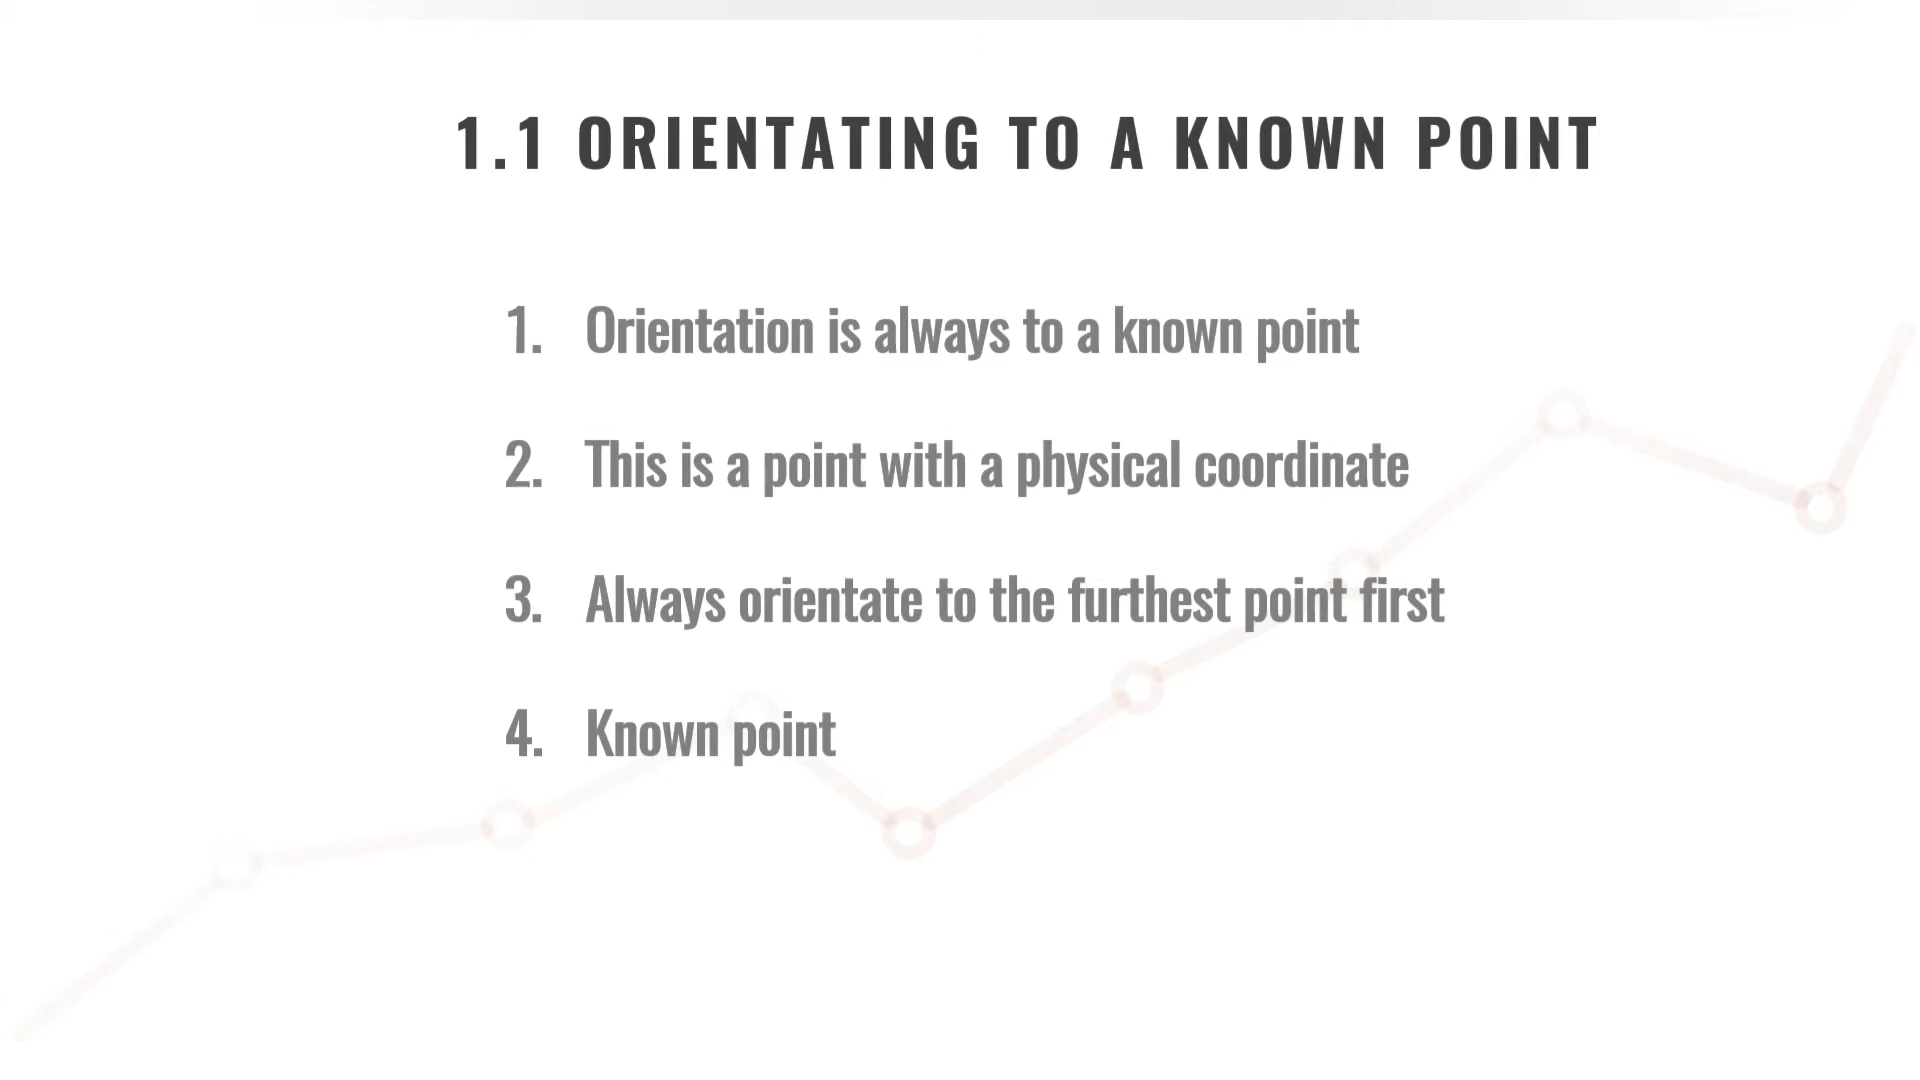 1.1 ORIENTATING TO A KNOWN POINT
1. Orientation is always to a known point
2. This is a point with a physical coordinate
3. Always orientate to the furthest point first
4. Known point